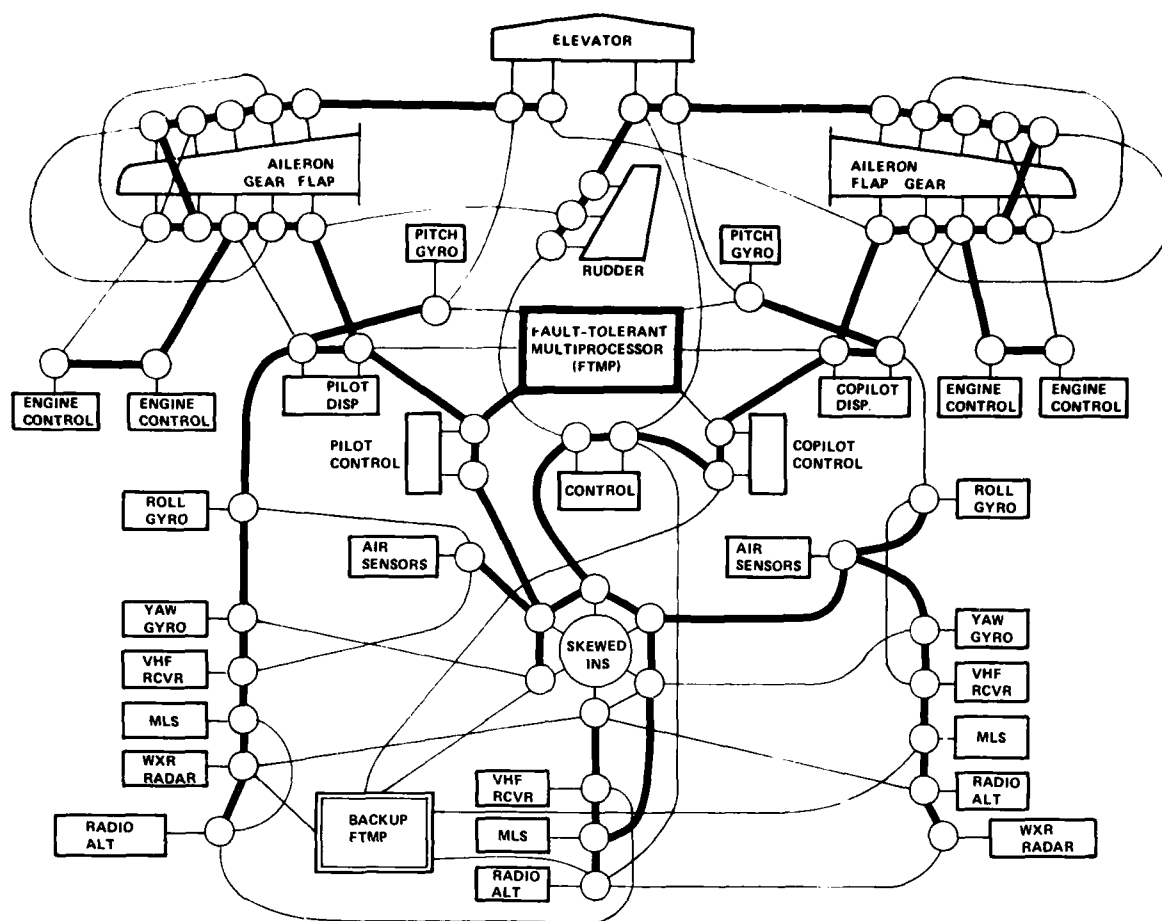 ELEVATOR
AILERON
GEAR FLAP
AILERON
FLAP GEAR
PITCH
GYRO
RUDDER
PITCH
GYRO
FAULT-TOLERANT
MULTIPROCESSOR
(FTMP)
ENGINE
CONTROL
ENGINE
CONTROL
PILOT
DISP
COPILOT
DISP.
ENGINE
CONTROL
ENGINE
CONTROL
PILOT
CONTROL
CONTROL
COPILOT
CONTROL
ROLL
GYRO
ROLL
GYRO
AIR
SENSORS
AIR
SENSORS
YAW
GYRO
SKEWED
INS
YAW
GYRO
VHF
RCVR
VHF
RCVR
MLS
MLS
WXR
RADAR
VHF
RCVR
RADIO
ALT
RADIO
ALT
BACKUP
FTMP
MLS
WXR
RADAR
RADIO
ALT